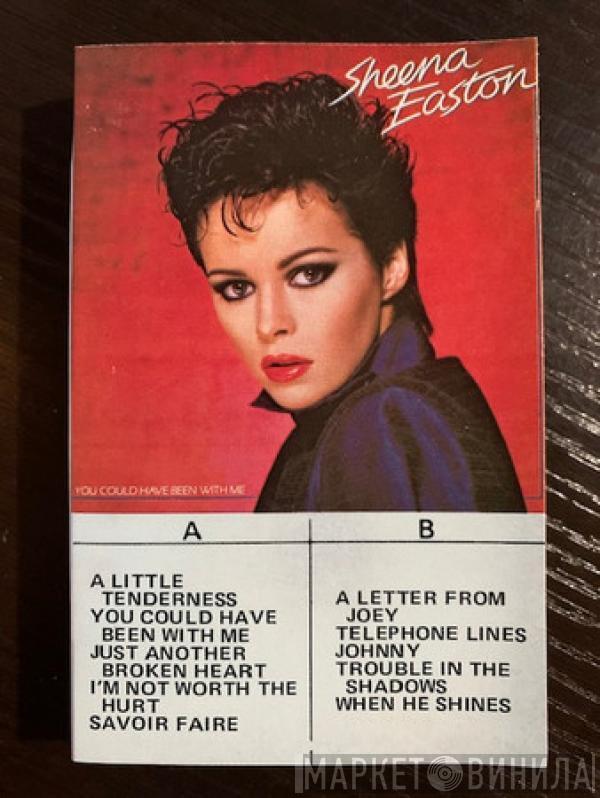 Sheena
Easton
YOU COULD HAVE BEEN WITH ME
A
A LITTLE
TENDERNESS
YOU COULD HAVE
BEEN WITH ME
JUST ANOTHER
BROKEN HEART
I'M NOT WORTH THE
HURT
SAVOIR FAIRE
B
A LETTER FROM
JOEY
TELEPHONE LINES
JOHNNY
TROUBLE IN THE
SHADOWS
WHEN HE SHINES
МАРКЕТ ВИНИЛА